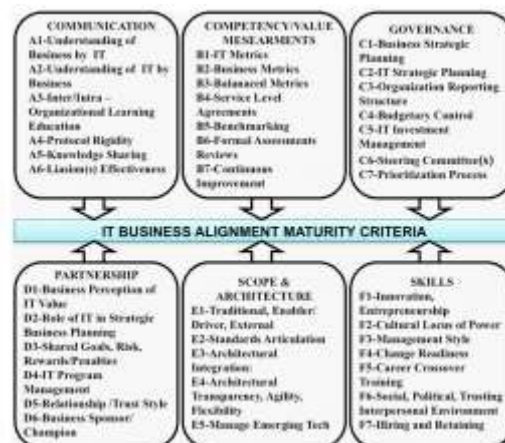 COMMUNICATION
A1-Understanding of
Business by IT
A2-Understanding of IT by
Business
A3-Inter/Intra –
Organizational Learning
Education
A4-Protocol Rigidity
A5-Knowledge Sharing
A6-Liasion(s) Effectiveness
COMPETENCY/VALUE
MESEARMENTS
B1-IT Metrics
B2-Business Metrics
B3-Balanaced Metrics
B4-Service Level
Agreements
B5-Benchmarking
B6-Formal Assessments
Reviews
B7-Continuous
Improvement
GOVERNANCE
C1-Business Strategic
Planning
C2-IT Strategic Planning
C3-Organization Reporting
Structure
C4-Budgetary Control
C5-IT Investment
Management
C6-Steering Committee(s)
C7-Prioritization Process
IT BUSINESS ALIGNMENT MATURITY CRITERIA
PARTNERSHIP
D1-Business Perception of
IT Value
D2-Role of IT in Strategic
Business Planning
D3-Shared Goals, Risk,
Rewards/Penalties
D4-IT Program
Management
D5-Relationship /Trust Style
D6-Business Sponsor/
Champion
SCOPE &
ARCHITECTURE
E1-Traditional, Enabler/
Driver, External
E2-Standards Articulation
E3-Architectural
Integration:
E4-Architectural
Transparency, Agility,
Flexibility
E5-Manage Emerging Tech
SKILLS
F1-Innovation,
Entrepreneurship
F2-Cultural Locus of Power
F3-Management Style
F4-Change Readiness
F5-Career Crossover
Training
F6-Social, Political, Trusting
Interpersonal Environment
F7-Hiring and Retaining